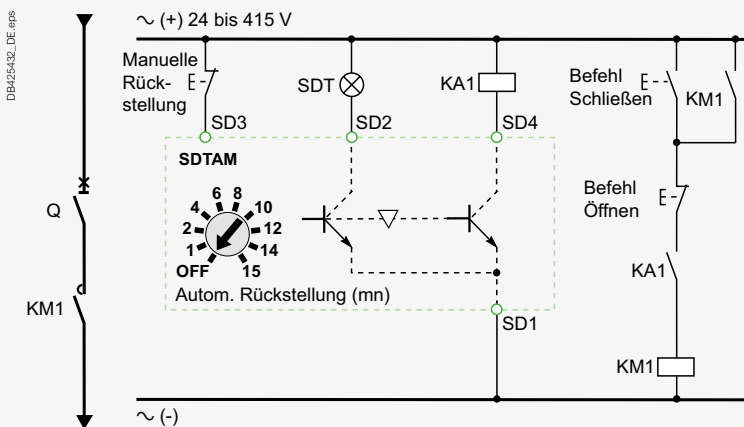 DB425432_DE.eps
∼ (+) 24 bis 415 V
Manuelle
Rück-
stellung
SDT
KA1
Befehl
Schließen
KM1
SD3
SD2
SD4
SDTAM
Q
6 8
4 10
2 12
1 14
OFF 15
Autom. Rückstellung (mn)
Befehl
Öffnen
KA1
KM1
SD1
KM1
∼ (-)